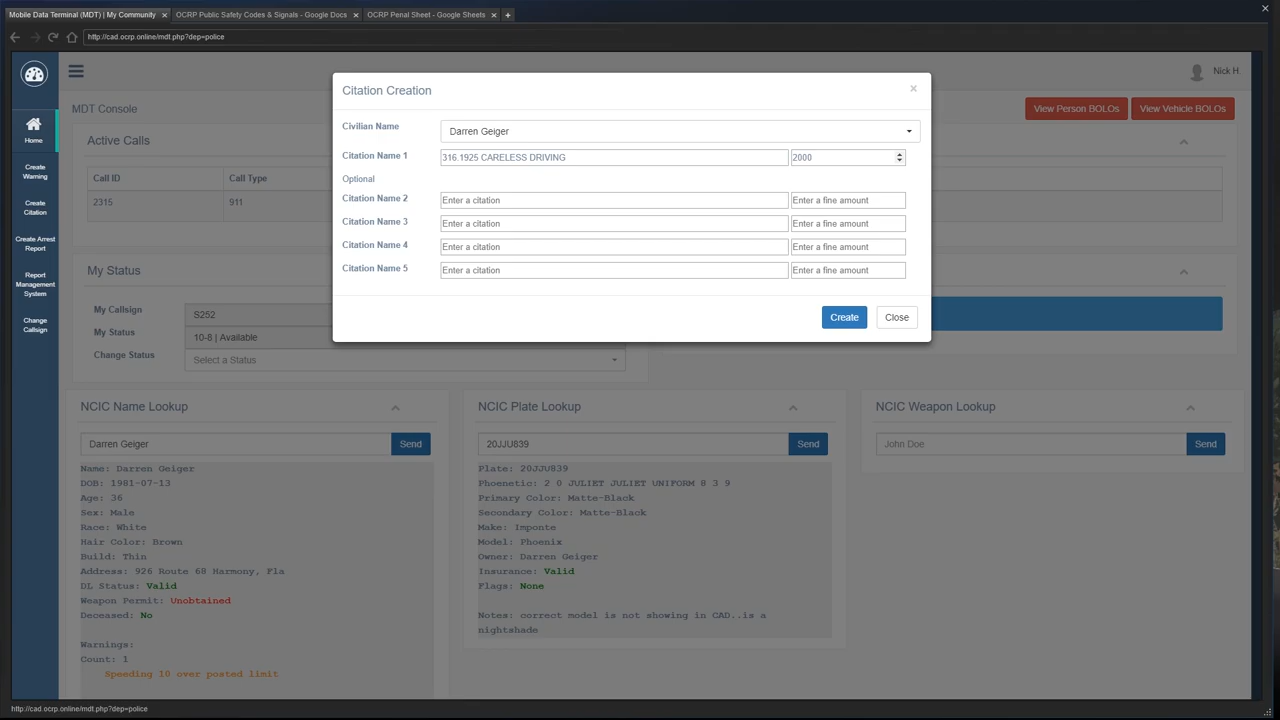 Mobile Data Terminal (MDT) | My Community ×
OCRP Public Safety Codes & Signals - Google Docs ×
OCRP Penal Sheet - Google Sheets ×
+
×
http://cad.ocrp.online/mdt.php?dep=police
Nick H.
Home
Create Warning
Create Citation
Create Arrest Report
Report Management System
Change Callsign
MDT Console
View Person BOLOs
View Vehicle BOLOs
Active Calls
Call ID
Call Type
2315
911
Citation Creation
×
Civilian Name
Darren Geiger
Citation Name 1
316.1925 CARELESS DRIVING
2000
Optional
Citation Name 2
Enter a citation
Enter a fine amount
Citation Name 3
Enter a citation
Enter a fine amount
Citation Name 4
Enter a citation
Enter a fine amount
Citation Name 5
Enter a citation
Enter a fine amount
Create
Close
My Status
My Callsign
S252
My Status
10-8 | Available
Change Status
Select a Status
NCIC Name Lookup
Darren Geiger
Send
Name: Darren Geiger
DOB: 1981-07-13
Age: 36
Sex: Male
Race: White
Hair Color: Brown
Build: Thin
Address: 926 Route 68 Harmony, Fla
DL Status: Valid
Weapon Permit: Unobtained
Deceased: No
Warnings:
Count: 1
Speeding 10 over posted limit
NCIC Plate Lookup
20JJU839
Send
Plate: 20JJU839
Phoenetic: 2 0 JULIET JULIET UNIFORM 8 3 9
Primary Color: Matte-Black
Secondary Color: Matte-Black
Make: Imponte
Model: Phoenix
Owner: Darren Geiger
Insurance: Valid
Flags: None
Notes: correct model is not showing in CAD..is a
nightshade
NCIC Weapon Lookup
John Doe
Send
http://cad.ocrp.online/mdt.php?dep=police